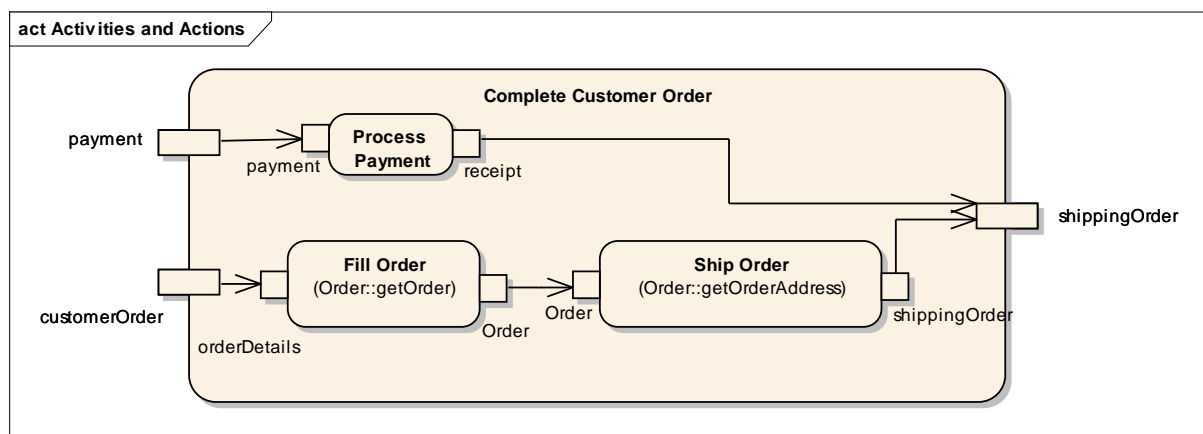 act Activities and Actions
Complete Customer Order
payment
payment
Process
Payment
receipt
shippingOrder
customerOrder
orderDetails
Fill Order
(Order::getOrder)
Order
Order
Ship Order
(Order::getOrderAddress)
shippingOrder